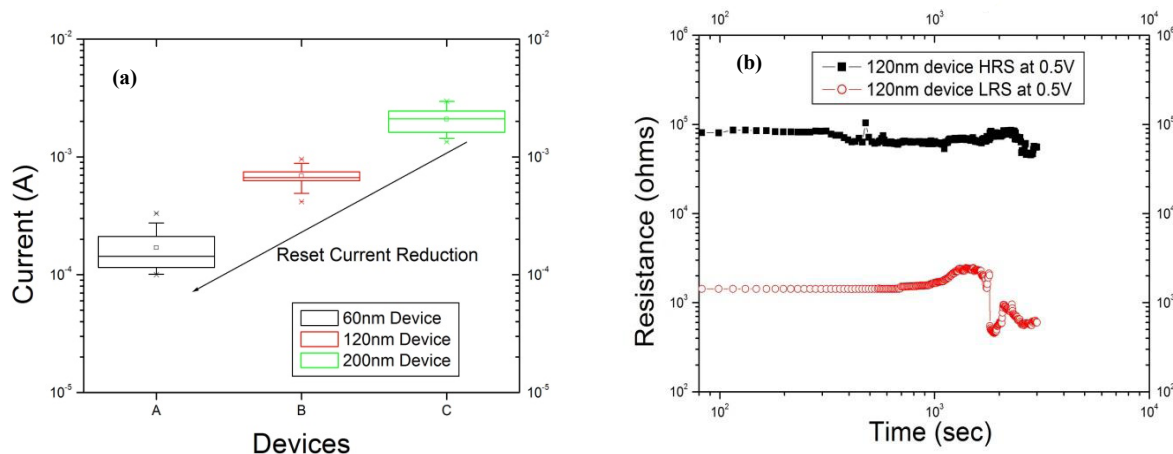 (a)
Current (A)
10^-2
10^-3
10^-4
10^-5
10^-2
10^-3
10^-4
10^-5
Reset Current Reduction
60nm Device
120nm Device
200nm Device
A
B
C
Devices
(b)
10^2
10^3
10^4
120nm device HRS at 0.5V
120nm device LRS at 0.5V
Resistance (ohms)
10^6
10^5
10^4
10^3
10^2
10^6
10^5
10^4
10^3
10^2
10^2
10^3
10^4
Time (sec)